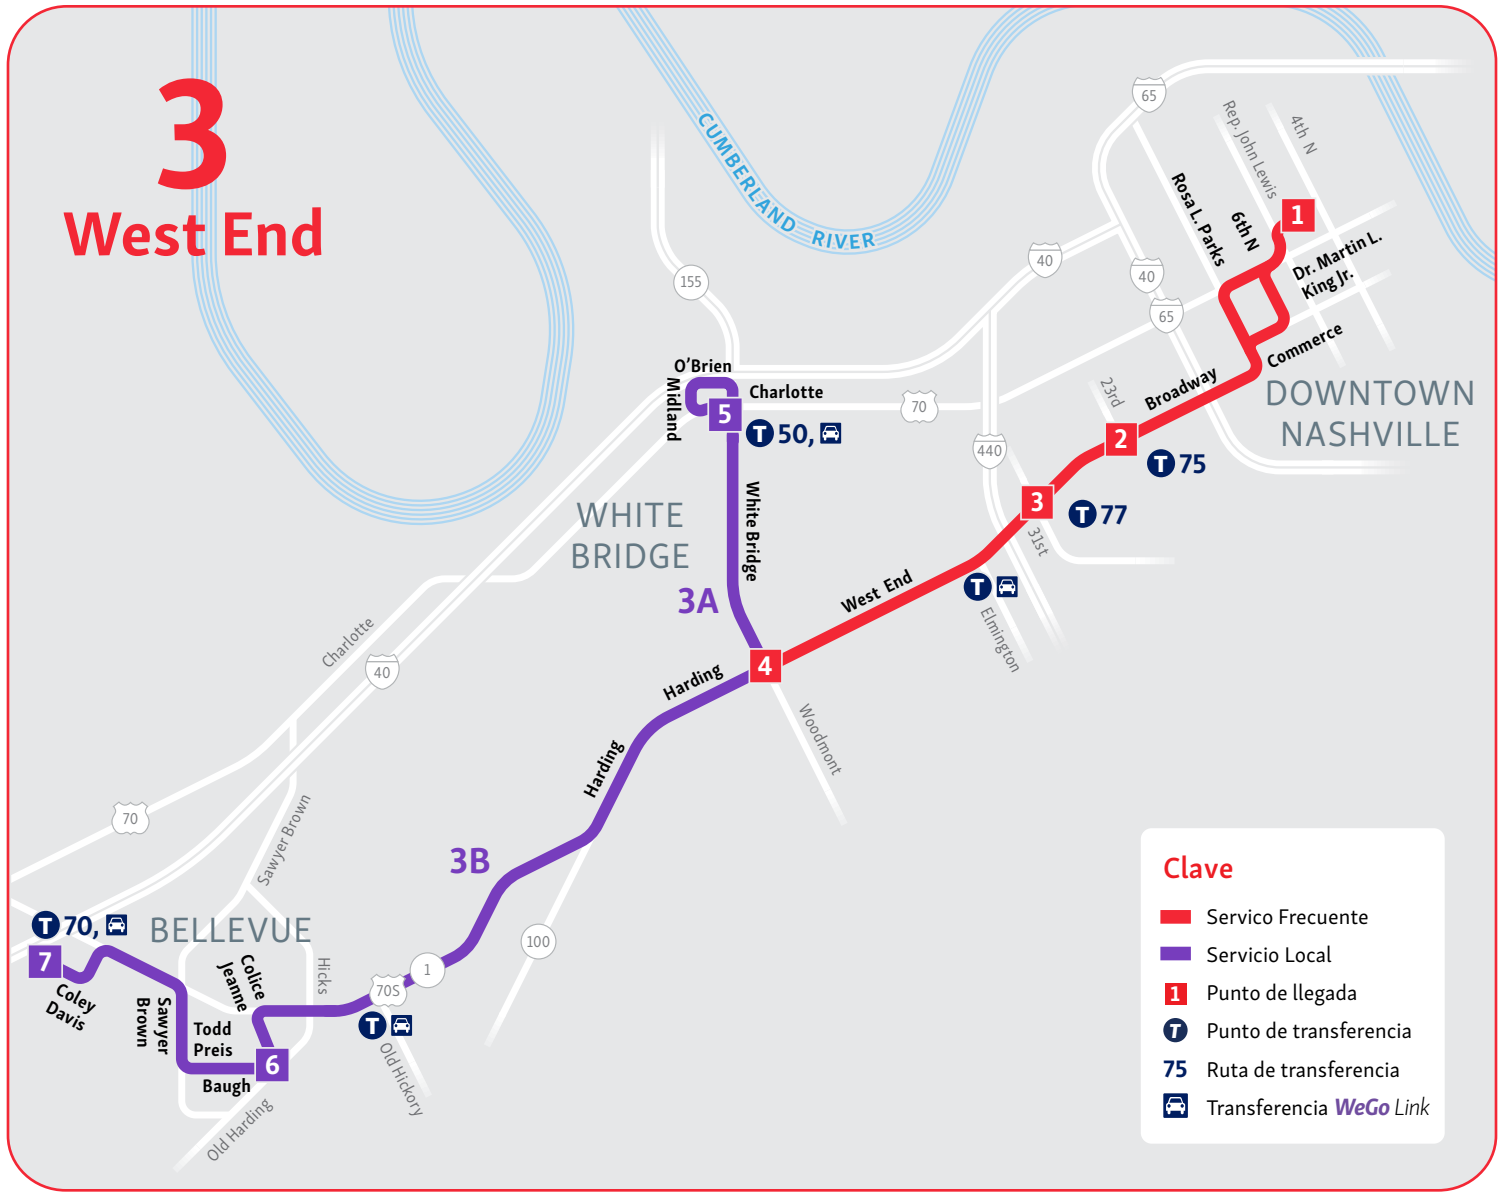 3
West End
CUMBERLAND RIVER
65
Rep. John Lewis
4th N
Rosa L. Parks
6th N
1
Dr. Martin L.
King Jr.
40
40
65
155
O'Brien
Midland
Charlotte
5
T 50,
70
23rd
Broadway
Commerce
DOWNTOWN
NASHVILLE
2
T 75
440
3
T 77
31st
WHITE
BRIDGE
White Bridge
3A
West End
T
Elmington
Charlotte
40
4
Harding
Woodmont
Harding
70
Sawyer Brown
3B
100
T 70,
BELLEVUE
7
Coley
Davis
Sawyer
Brown
Colice
Jeanne
Hicks
1
70S
T
Old Hickory
Todd
Preis
6
Baugh
Old Harding
Clave
Servico Frecuente
Servicio Local
1 Punto de llegada
T Punto de transferencia
75 Ruta de transferencia
Transferencia WeGo Link